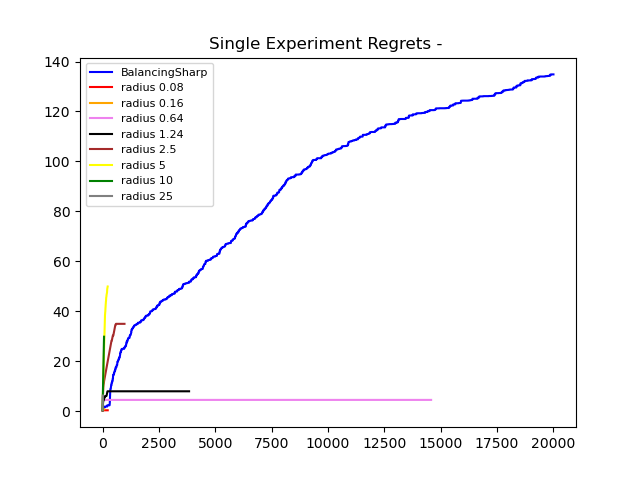 Single Experiment Regrets -
140
120
100
80
60
40
20
0
BalancingSharp
radius 0.08
radius 0.16
radius 0.64
radius 1.24
radius 2.5
radius 5
radius 10
radius 25
0 2500 5000 7500 10000 12500 15000 17500 20000